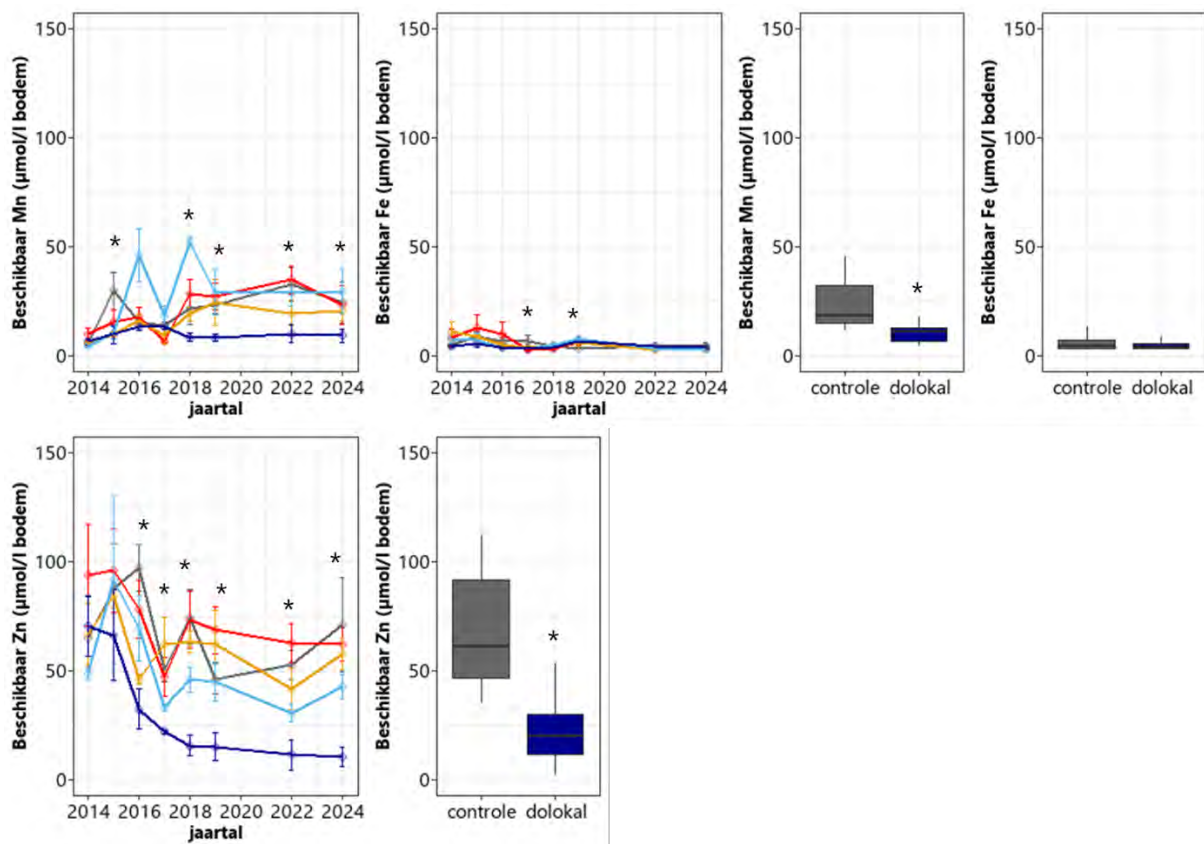 Beschikbaar Mn (µmol/l bodem)
150
100
50
0
*
*
*
*
*
2014 2016 2018 2020 2022 2024
jaartal
Beschikbaar Fe (µmol/l bodem)
150
100
50
0
*
*
2014 2016 2018 2020 2022 2024
jaartal
Beschikbaar Mn (µmol/l bodem)
150
100
50
0
*
controle dolokal
Beschikbaar Fe (µmol/l bodem)
150
100
50
0
controle dolokal
Beschikbaar Zn (µmol/l bodem)
150
100
50
0
*
*
*
*
*
*
2014 2016 2018 2020 2022 2024
jaartal
Beschikbaar Zn (µmol/l bodem)
150
100
50
0
*
controle dolokal